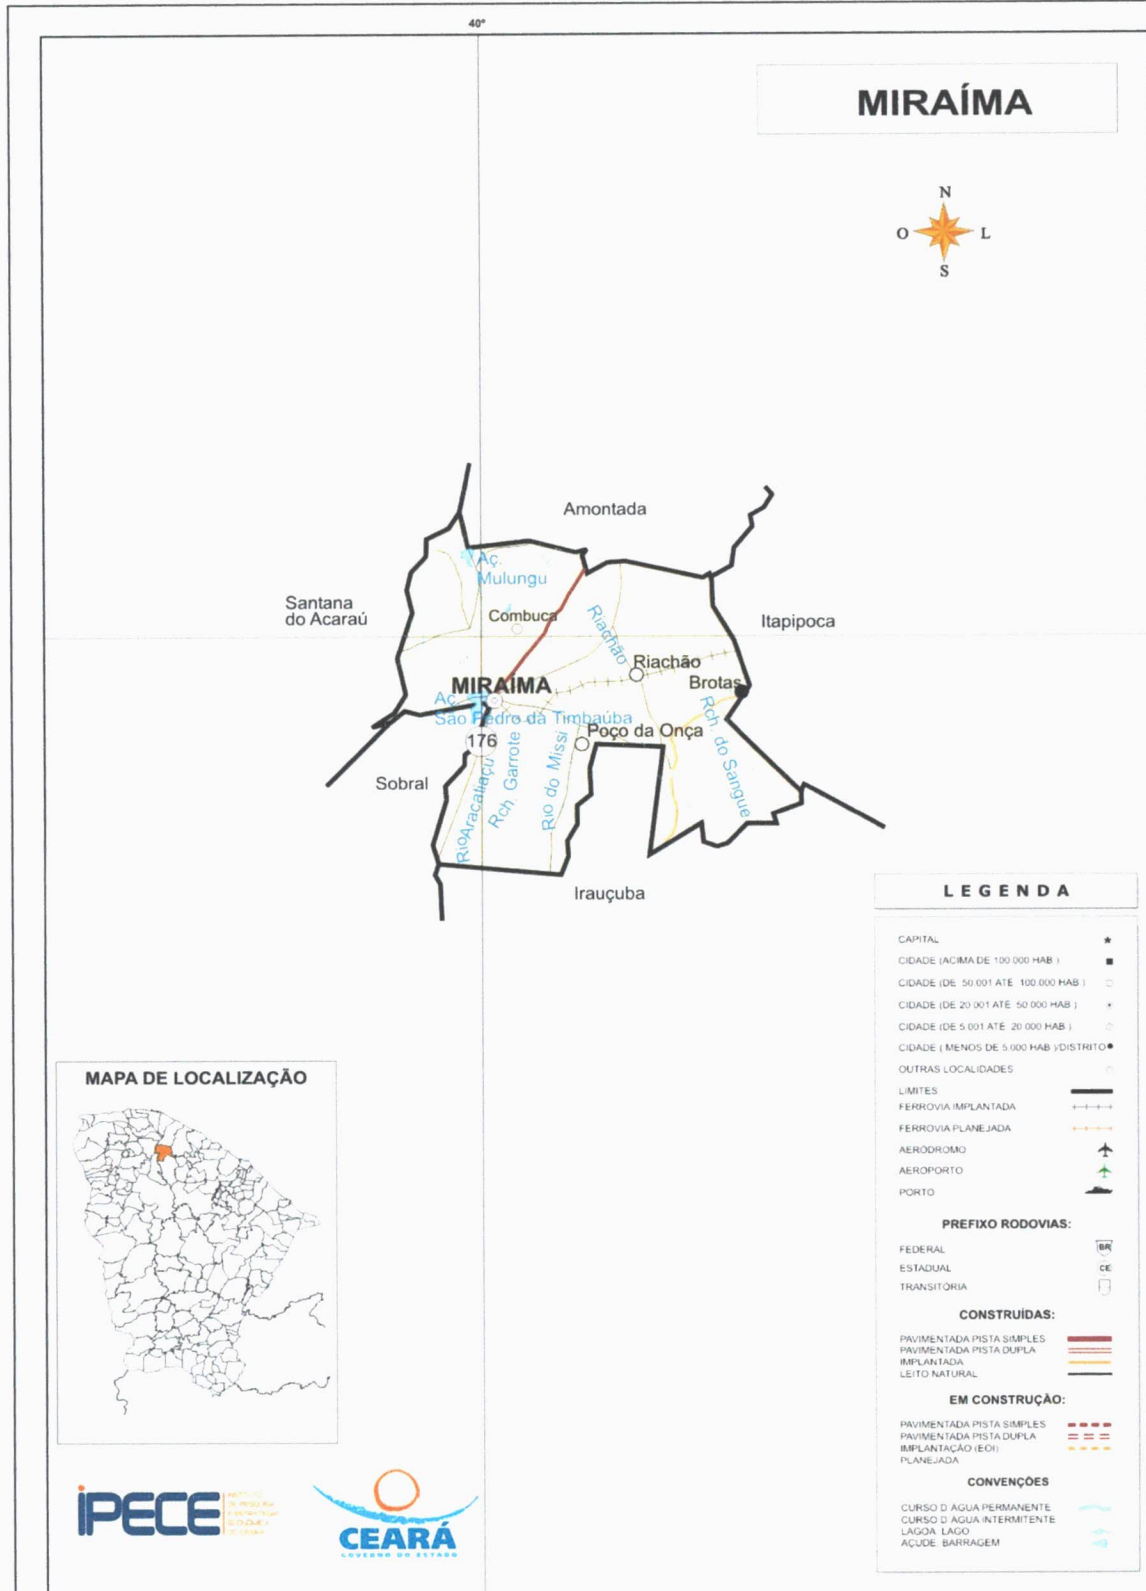 40°
MIRAÍMA
N
O
L
S
Amontada
Aç.
Mulungu
Santana
do Acaraú
Combuca
Riachão
Itapipoca
Riachão
MIRAÍMA
Brotas
Aç.
São Pedro da Timbaúba
176
Poço da Onça
Rch. do Sangue
Sobral
Rio Aracatiaçu
Rch. Garrote
Rio do Missi
Irauçuba
LEGENDA
CAPITAL
CIDADE (ACIMA DE 100.000 HAB.)
CIDADE (DE 50.001 ATÉ 100.000 HAB.)
CIDADE (DE 20.001 ATÉ 50.000 HAB.)
CIDADE (DE 5.001 ATÉ 20.000 HAB.)
CIDADE ( MENOS DE 5.000 HAB.)/DISTRITO
OUTRAS LOCALIDADES
LIMITES
FERROVIA IMPLANTADA
FERROVIA PLANEJADA
AERÓDROMO
AEROPORTO
PORTO
PREFIXO RODOVIAS:
FEDERAL BR
ESTADUAL CE
TRANSITÓRIA
CONSTRUÍDAS:
PAVIMENTADA PISTA SIMPLES
PAVIMENTADA PISTA DUPLA
IMPLANTADA
LEITO NATURAL
EM CONSTRUÇÃO:
PAVIMENTADA PISTA SIMPLES
PAVIMENTADA PISTA DUPLA
IMPLANTAÇÃO (EOI)
PLANEJADA
CONVENÇÕES
CURSO D ÁGUA PERMANENTE
CURSO D ÁGUA INTERMITENTE
LAGOA, LAGO
AÇUDE, BARRAGEM
MAPA DE LOCALIZAÇÃO
iPECE
CEARÁ
GOVERNO DO ESTADO